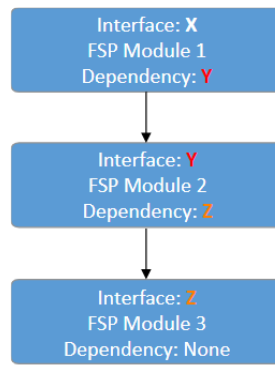 Interface: X
FSP Module 1
Dependency: Y
Interface: Y
FSP Module 2
Dependency: Z
Interface: Z
FSP Module 3
Dependency: None